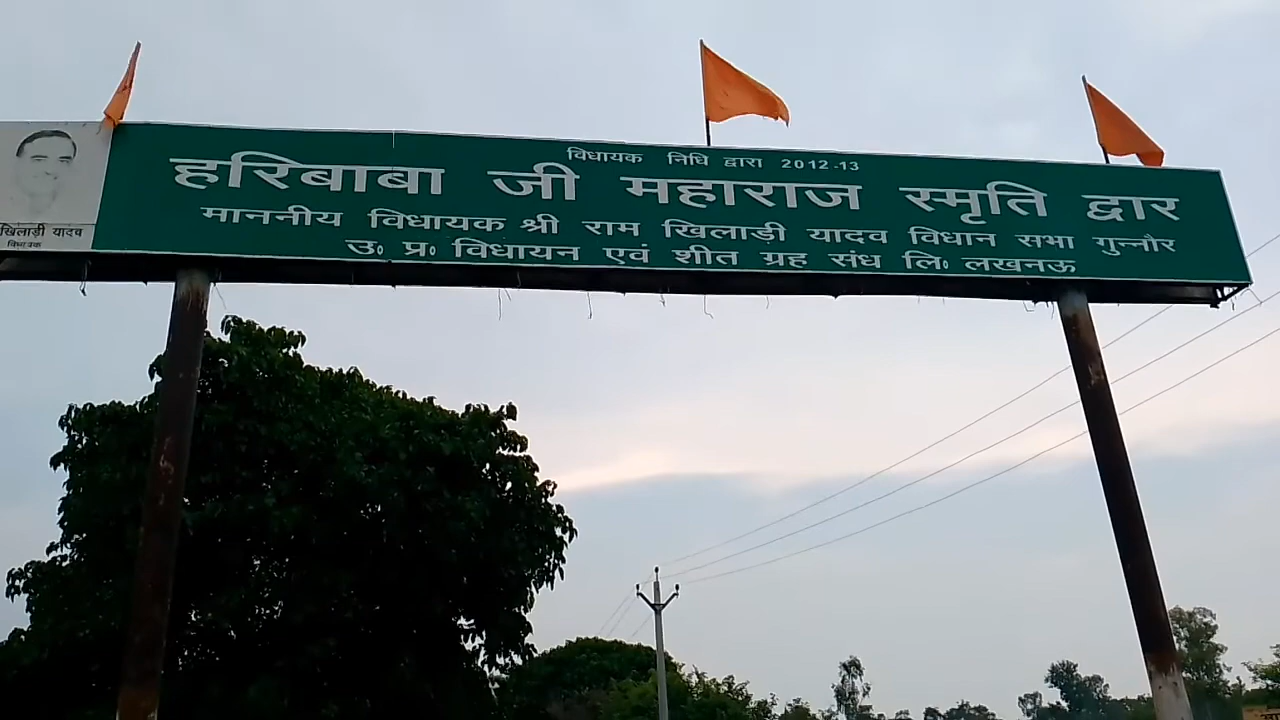 विधायक निधि द्वारा 2012-13
हरिबाबा जी महाराज स्मृति द्वार
माननीय विधायक श्री राम खिलाड़ी यादव विधान सभा गुन्नौर
उ० प्र० विधायन एवं शीत ग्रह संघ लि० लखनऊ
खिलाड़ी यादव
विधायक